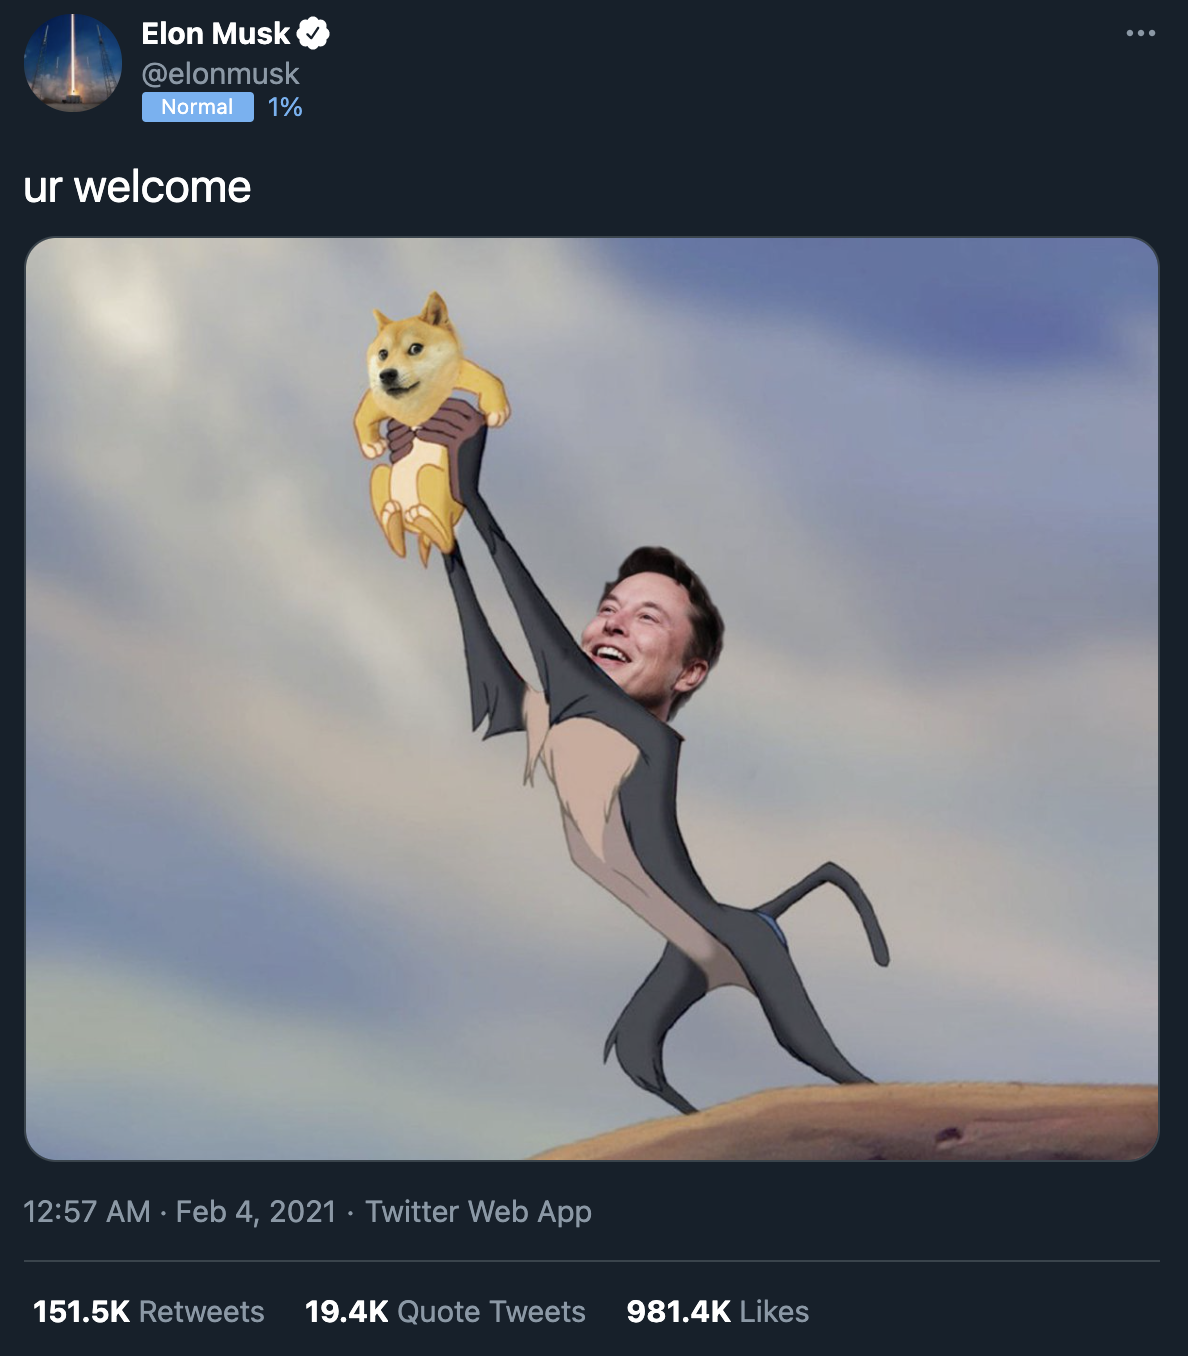 Elon Musk
@elonmusk
Normal 1%
ur welcome
12:57 AM · Feb 4, 2021 · Twitter Web App
151.5K Retweets 19.4K Quote Tweets 981.4K Likes